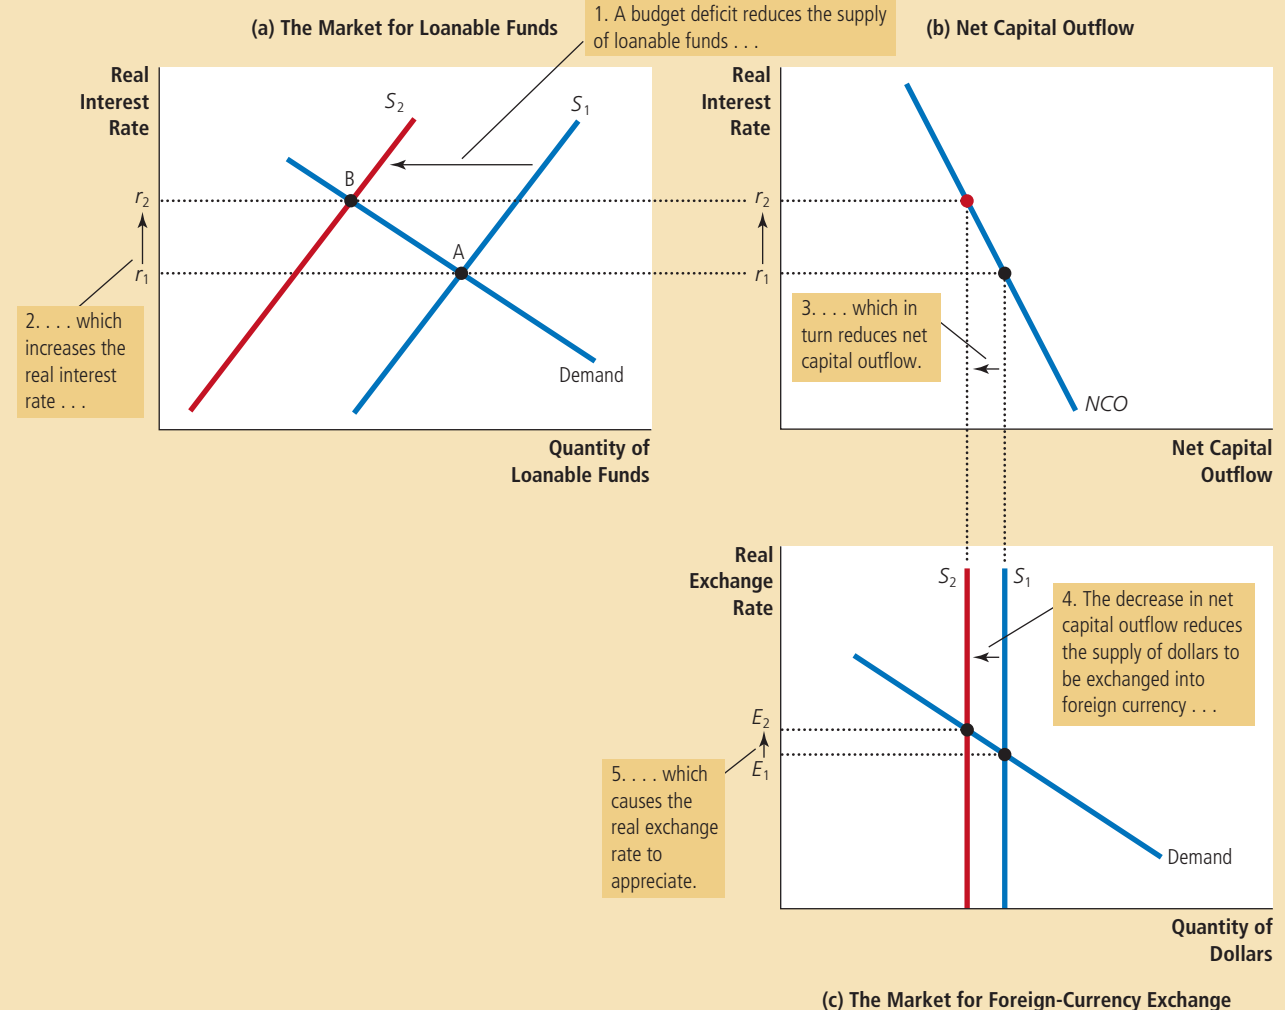 (a) The Market for Loanable Funds
1. A budget deficit reduces the supply
of loanable funds . . .
(b) Net Capital Outflow
Real
Interest
Rate
S2
S1
B
A
r2
r1
Demand
2. . . . which
increases the
real interest
rate . . .
Quantity of
Loanable Funds
Real
Interest
Rate
r2
r1
3. . . . which in
turn reduces net
capital outflow.
NCO
Net Capital
Outflow
Real
Exchange
Rate
S2
S1
4. The decrease in net
capital outflow reduces
the supply of dollars to
be exchanged into
foreign currency . . .
E2
E1
5. . . . which
causes the
real exchange
rate to
appreciate.
Demand
Quantity of
Dollars
(c) The Market for Foreign-Currency Exchange